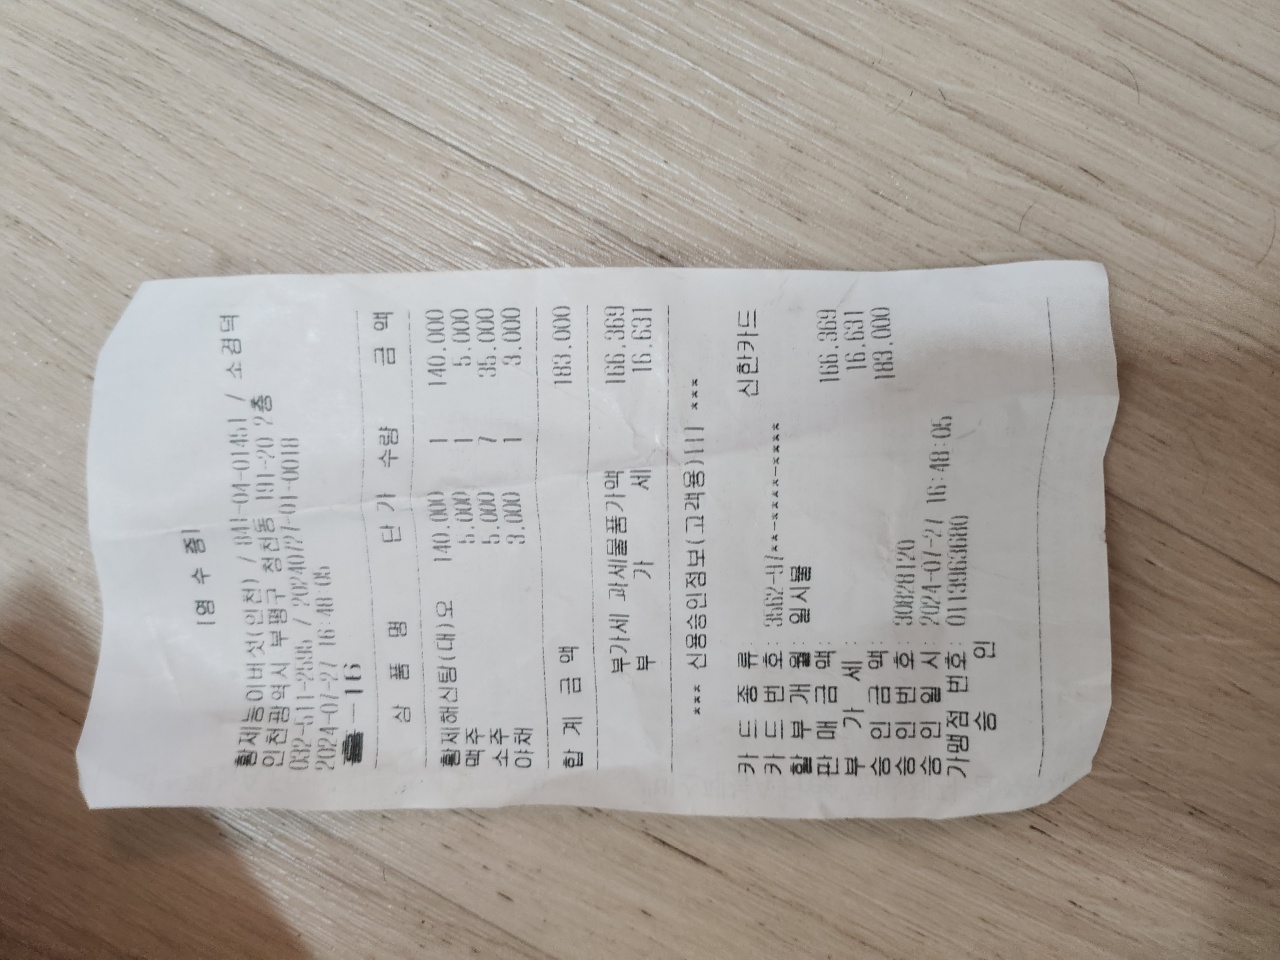 [영 수 증]
황제능이버섯(인천) / 841-04-01451 / 소경덕
인천광역시 부평구 청천동 191-20 2층
032-511-2595 / 20240727-01-0018
2024-07-27 16:48:05
홀-16
상 품 명 단 가 수량 금 액
황제해신탕(대)오 140,000 1 140,000
맥주 5,000 1 5,000
소주 5,000 7 35,000
야채 3,000 1 3,000
합 계 금 액 183,000
부가세 과세물품가액 166,369
부 가 세 16,631
*** 신용승인정보(고객용)[1] ***
카 드 종 류 : 신한카드
카 드 번 호 : 3562-97**-****-****
할 부 개 월 : 일시불
판 매 금 액 : 166,369
부 가 세 : 16,631
승 인 금 액 : 183,000
승 인 번 호 : 30828120
승 인 일 시 : 2024-07-27 16:48:05
가맹점 번호 : 0113963680
승 인 :